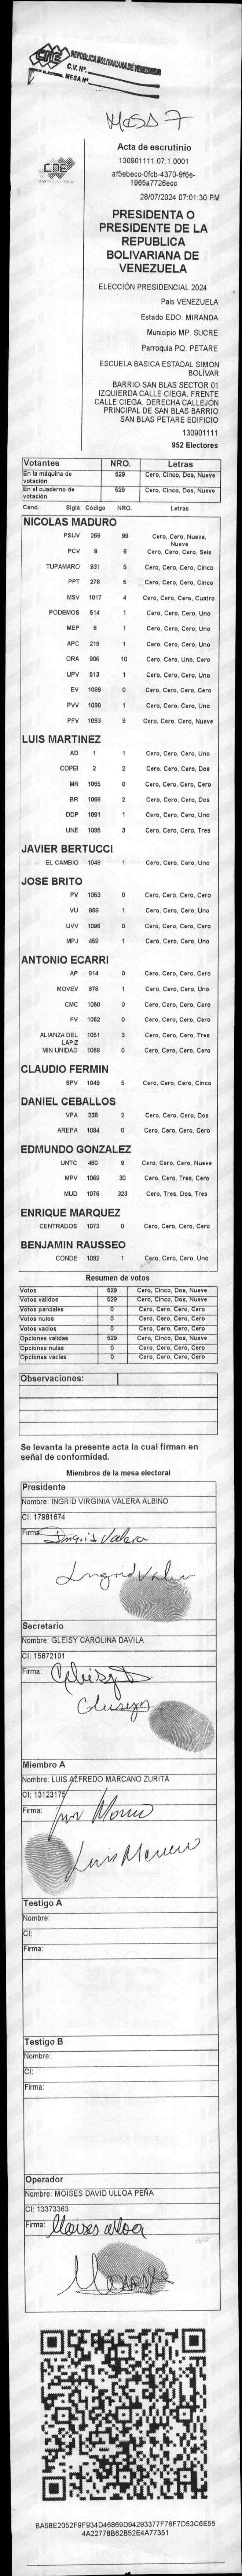 CNE REPUBLICA BOLIVARIANA DE VENEZUELA
C.V. Nº.
MESA Nº.
Mesa 7
CNE
Acta de escrutinio
130901111.07.1.0001
28/07/2024 07:01:30 PM
PRESIDENTA O
PRESIDENTE DE LA
REPUBLICA
BOLIVARIANA DE
VENEZUELA
ELECCIÓN PRESIDENCIAL 2024
Pais VENEZUELA
Estado EDO. MIRANDA
Municipio MP. SUCRE
Parroquia PQ. PETARE
ESCUELA BASICA ESTADAL SIMON
BOLÍVAR
BARRIO SAN BLAS SECTOR 01
IZQUIERDA CALLE CIEGA. FRENTE
CALLE CIEGA. DERECHA CALLEJÓN
PRINCIPAL DE SAN BLAS BARRIO
SAN BLAS PETARE EDIFICIO
130901111
952 Electores
Votantes NRO. Letras
En la máquina de votación 529 Cero, Cinco, Dos, Nueve
En el cuaderno de votación 529 Cero, Cinco, Dos, Nueve
Cand. Sigla Código NRO. Letras
NICOLAS MADURO
PSUV 269 99 Cero, Cero, Nueve, Nueve
PCV 9 6 Cero, Cero, Cero, Seis
TUPAMARO 931 5 Cero, Cero, Cero, Cinco
PPT 276 5 Cero, Cero, Cero, Cinco
MSV 1017 4 Cero, Cero, Cero, Cuatro
PODEMOS 514 1 Cero, Cero, Cero, Uno
MEP 6 1 Cero, Cero, Cero, Uno
APC 219 1 Cero, Cero, Cero, Uno
ORA 906 10 Cero, Cero, Uno, Cero
UPV 513 1 Cero, Cero, Cero, Uno
EV 1089 0 Cero, Cero, Cero, Cero
PVV 1090 1 Cero, Cero, Cero, Uno
PFV 1093 9 Cero, Cero, Cero, Nueve
LUIS MARTINEZ
AD 1 1 Cero, Cero, Cero, Uno
COPEI 2 2 Cero, Cero, Cero, Dos
MR 1065 0 Cero, Cero, Cero, Cero
BR 1066 2 Cero, Cero, Cero, Dos
DDP 1091 1 Cero, Cero, Cero, Uno
UNE 1095 3 Cero, Cero, Cero, Tres
JAVIER BERTUCCI
EL CAMBIO 1048 1 Cero, Cero, Cero, Uno
JOSE BRITO
PV 1053 0 Cero, Cero, Cero, Cero
VU 868 1 Cero, Cero, Cero, Uno
UVV 1096 0 Cero, Cero, Cero, Cero
MPJ 458 1 Cero, Cero, Cero, Uno
ANTONIO ECARRI
AP 814 0 Cero, Cero, Cero, Cero
MOVEV 878 1 Cero, Cero, Cero, Uno
CMC 1050 0 Cero, Cero, Cero, Cero
FV 1062 0 Cero, Cero, Cero, Cero
ALIANZA DEL LAPIZ 1051 3 Cero, Cero, Cero, Tres
MIN UNIDAD 1068 0 Cero, Cero, Cero, Cero
CLAUDIO FERMIN
SPV 1049 5 Cero, Cero, Cero, Cinco
DANIEL CEBALLOS
VPA 236 2 Cero, Cero, Cero, Dos
AREPA 1084 0 Cero, Cero, Cero, Cero
EDMUNDO GONZALEZ
UNTC 460 9 Cero, Cero, Cero, Nueve
MPV 1069 30 Cero, Cero, Tres, Cero
MUD 1075 323 Cero, Tres, Dos, Tres
ENRIQUE MARQUEZ
CENTRADOS 1073 0 Cero, Cero, Cero, Cero
BENJAMIN RAUSSEO
CONDE 1092 1 Cero, Cero, Cero, Uno
Resumen de votos
Votos 529 Cero, Cinco, Dos, Nueve
Votos validos 529 Cero, Cinco, Dos, Nueve
Votos parciales 0 Cero, Cero, Cero, Cero
Votos nulos 0 Cero, Cero, Cero, Cero
Votos vacios 0 Cero, Cero, Cero, Cero
Opciones validas 529 Cero, Cinco, Dos, Nueve
Opciones nulas 0 Cero, Cero, Cero, Cero
Opciones vacias 0 Cero, Cero, Cero, Cero
Observaciones:
Se levanta la presente acta la cual firman en
señal de conformidad.
Miembros de la mesa electoral
Presidente
Nombre: INGRID VIRGINIA VALERA ALBINO
CI: 17981674
Firma: Ingrid Valera
Ingrid Valera
Secretario
Nombre: GLEISY CAROLINA DAVILA
CI: 15872101
Firma: Gleisy D
Gleisy
Miembro A
Nombre: LUIS ALFREDO MARCANO ZURITA
CI: 13123175
Firma:
Testigo A
Nombre:
CI:
Firma:
Testigo B
Nombre:
CI:
Firma:
Operador
Nombre: MOISES DAVID ULLOA PEÑA
CI: 13373363
Firma: Moises Ulloa